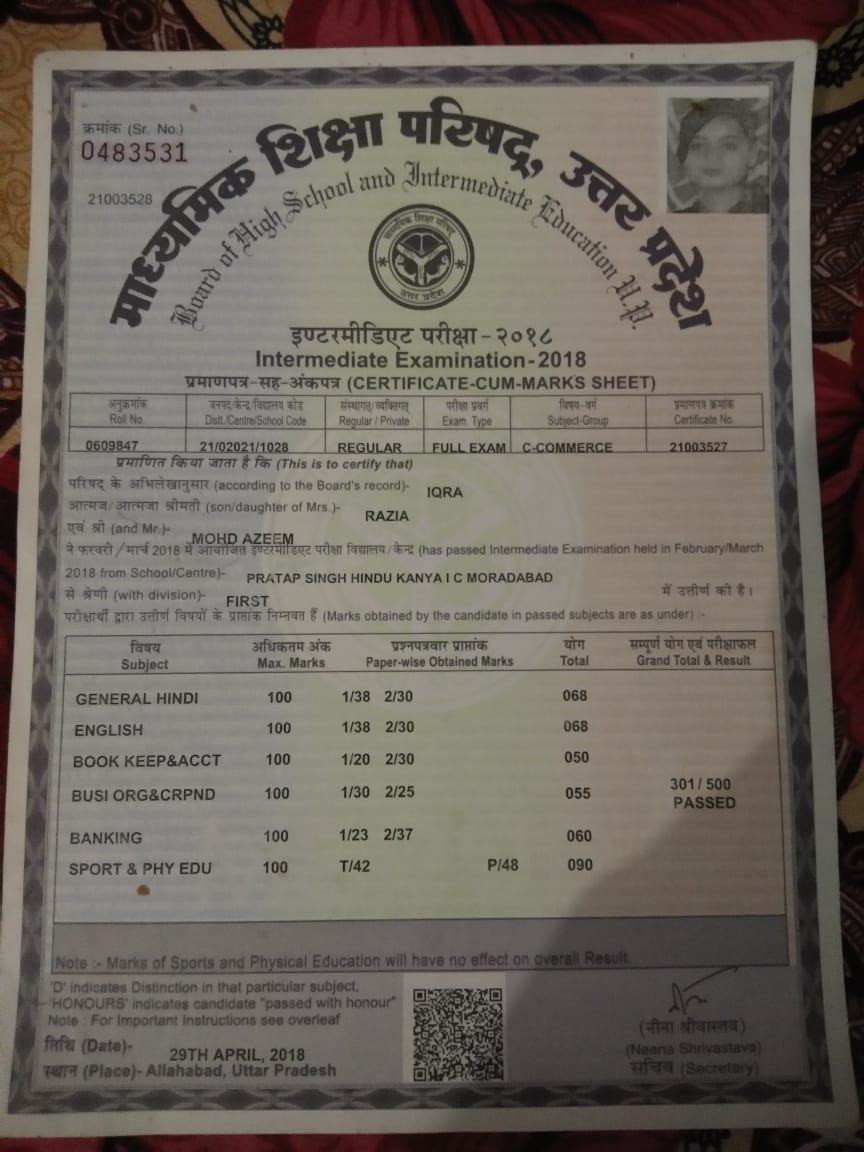 क्रमांक (Sr. No.)
0483531
21003528
माध्यमिक शिक्षा परिषद्, उत्तर प्रदेश
Board of High School and Intermediate Education U.P.
माध्यमिक शिक्षा परिषद्
उत्तर प्रदेश
इण्टरमीडिएट परीक्षा-२०१८
Intermediate Examination-2018
प्रमाणपत्र-सह-अंकपत्र (CERTIFICATE-CUM-MARKS SHEET)
अनुक्रमांक जनपद/केन्द्र/विद्यालय कोड संस्थागत/व्यक्तिगत परीक्षा प्रवर्ग विषय-वर्ग प्रमाणपत्र क्रमांक
Roll No. Distt./Centre/School Code Regular / Private Exam. Type Subject-Group Certificate No.
0609847 21/02021/1028 REGULAR FULL EXAM C-COMMERCE 21003527
प्रमाणित किया जाता है कि (This is to certify that)
परिषद के अभिलेखानुसार (according to the Board's record)- IQRA
आत्मज/आत्मजा श्रीमती (son/daughter of Mrs.)- RAZIA
एवं श्री (and Mr.)- MOHD AZEEM
ने फरवरी/मार्च 2018 में आयोजित इण्टरमीडिएट परीक्षा विद्यालय/केन्द्र (has passed Intermediate Examination held in February/March
2018 from School/Centre)- PRATAP SINGH HINDU KANYA I C MORADABAD
से श्रेणी (with division)- FIRST में उत्तीर्ण की है।
परीक्षार्थी द्वारा उत्तीर्ण विषयों के प्राप्तांक निम्नवत हैं (Marks obtained by the candidate in passed subjects are as under) :-
विषय अधिकतम अंक प्रश्नपत्रवार प्राप्तांक योग सम्पूर्ण योग एवं परीक्षाफल
Subject Max. Marks Paper-wise Obtained Marks Total Grand Total & Result
GENERAL HINDI 100 1/38 2/30 068
ENGLISH 100 1/38 2/30 068
BOOK KEEP&ACCT 100 1/20 2/30 050
BUSI ORG&CRPND 100 1/30 2/25 055 301/500
PASSED
BANKING 100 1/23 2/37 060
SPORT & PHY EDU 100 T/42 P/48 090
Note :- Marks of Sports and Physical Education will have no effect on overall Result.
'D' indicates Distinction in that particular subject,
'HONOURS' indicates candidate "passed with honour"
Note : For Important Instructions see overleaf
तिथि (Date)- 29TH APRIL, 2018
स्थान (Place)- Allahabad, Uttar Pradesh
(नीना श्रीवास्तव)
(Neena Shrivastava)
सचिव (Secretary)